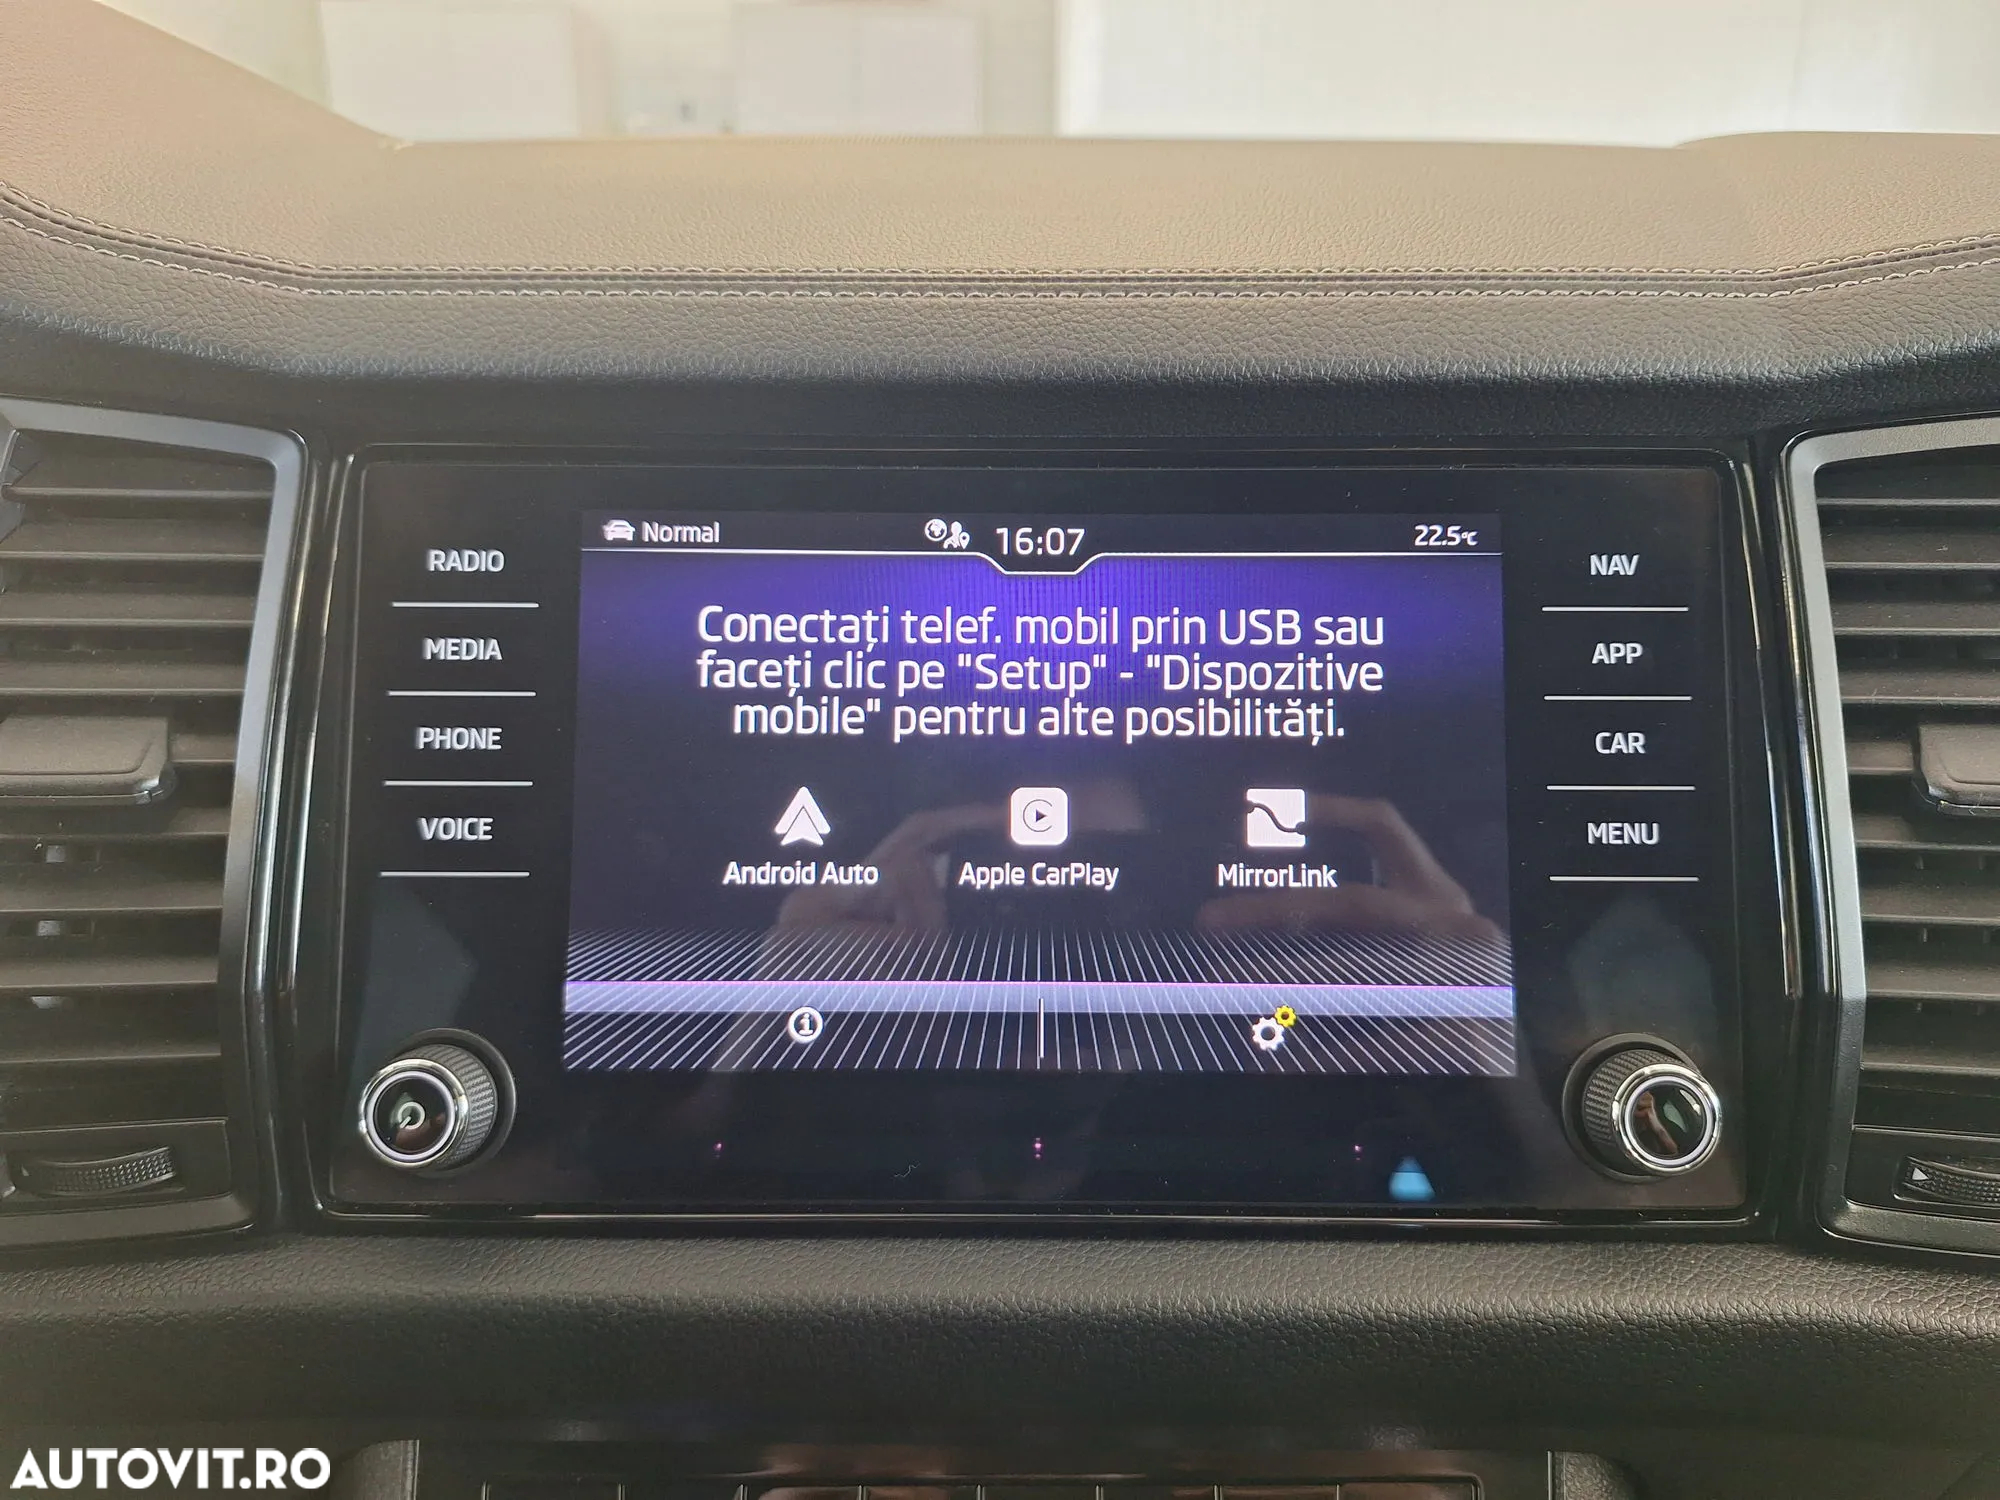 Normal
16:07
22.5°C
RADIO
MEDIA
PHONE
VOICE
Conectați telef. mobil prin USB sau
faceți clic pe "Setup" - "Dispozitive
mobile" pentru alte posibilități.
Android Auto
Apple CarPlay
MirrorLink
NAV
APP
CAR
MENU
AUTOVIT.RO